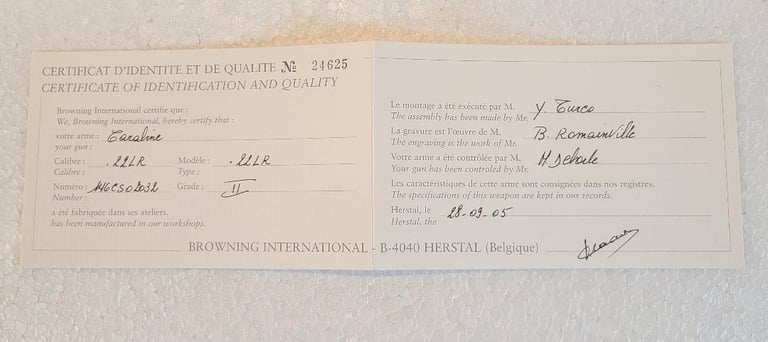 CERTIFICAT D'IDENTITE ET DE QUALITE № 24625
CERTIFICATE OF IDENTIFICATION AND QUALITY
Browning International certifie que :
We, Browning International, hereby certify that :
votre arme : Carabine
your gun :
Calibre : .22LR Modèle : .22LR
Calibre : Type :
Numéro : Grade : II
Number :
a été fabriquée dans ses ateliers.
has been manufactured in our workshops.
Le montage a été exécuté par M. Y. Turco
The assembly has been made by Mr.
La gravure est l'œuvre de M. B. Romainville
The engraving is the work of Mr.
Votre arme a été contrôlée par M. H.
Your gun has been controled by Mr.
Les caractéristiques de cette arme sont consignées dans nos registres.
The specifications of this weapon are kept in our records.
Herstal, le 28-09-05
Herstal, the
BROWNING INTERNATIONAL - B-4040 HERSTAL (Belgique)